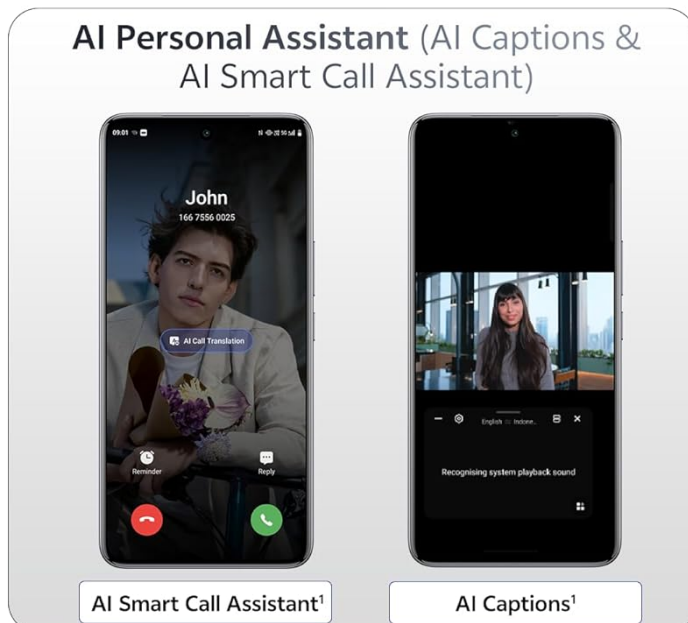 AI Personal Assistant (AI Captions &
AI Smart Call Assistant)
09:01
John
166 7556 0025
AI Call Translation
Reminder
Reply
English
Indone..
Recognising system playback sound
AI Smart Call Assistant¹
AI Captions¹